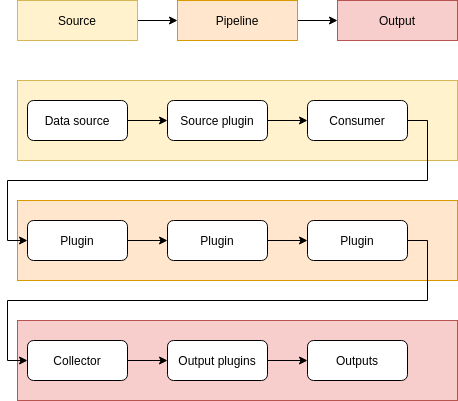 Source
Pipeline
Output
Data source
Source plugin
Consumer
Plugin
Plugin
Plugin
Collector
Output plugins
Outputs